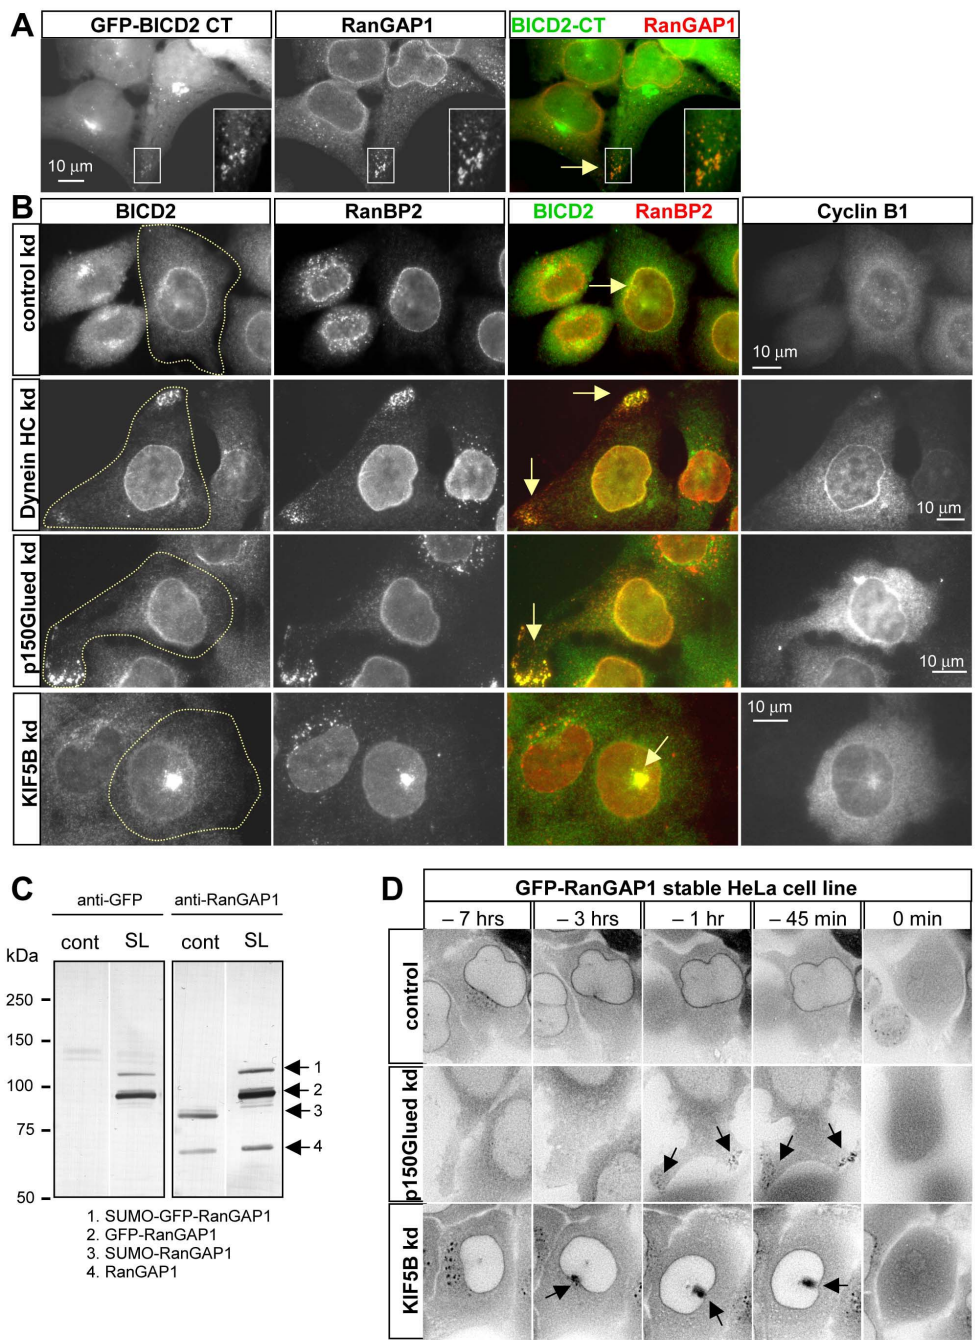 A
GFP-BICD2 CT
RanGAP1
BICD2-CT RanGAP1
10 μm
B
BICD2
RanBP2
BICD2 RanBP2
Cyclin B1
control kd
10 μm
Dynein HC kd
10 μm
p150Glued kd
10 μm
KIF5B kd
10 μm
C
anti-GFP anti-RanGAP1
cont SL cont SL
kDa
250
150
100
75
50
1
2
3
4
1. SUMO-GFP-RanGAP1
2. GFP-RanGAP1
3. SUMO-RanGAP1
4. RanGAP1
D
GFP-RanGAP1 stable HeLa cell line
– 7 hrs – 3 hrs – 1 hr – 45 min 0 min
control
p150Glued kd
KIF5B kd